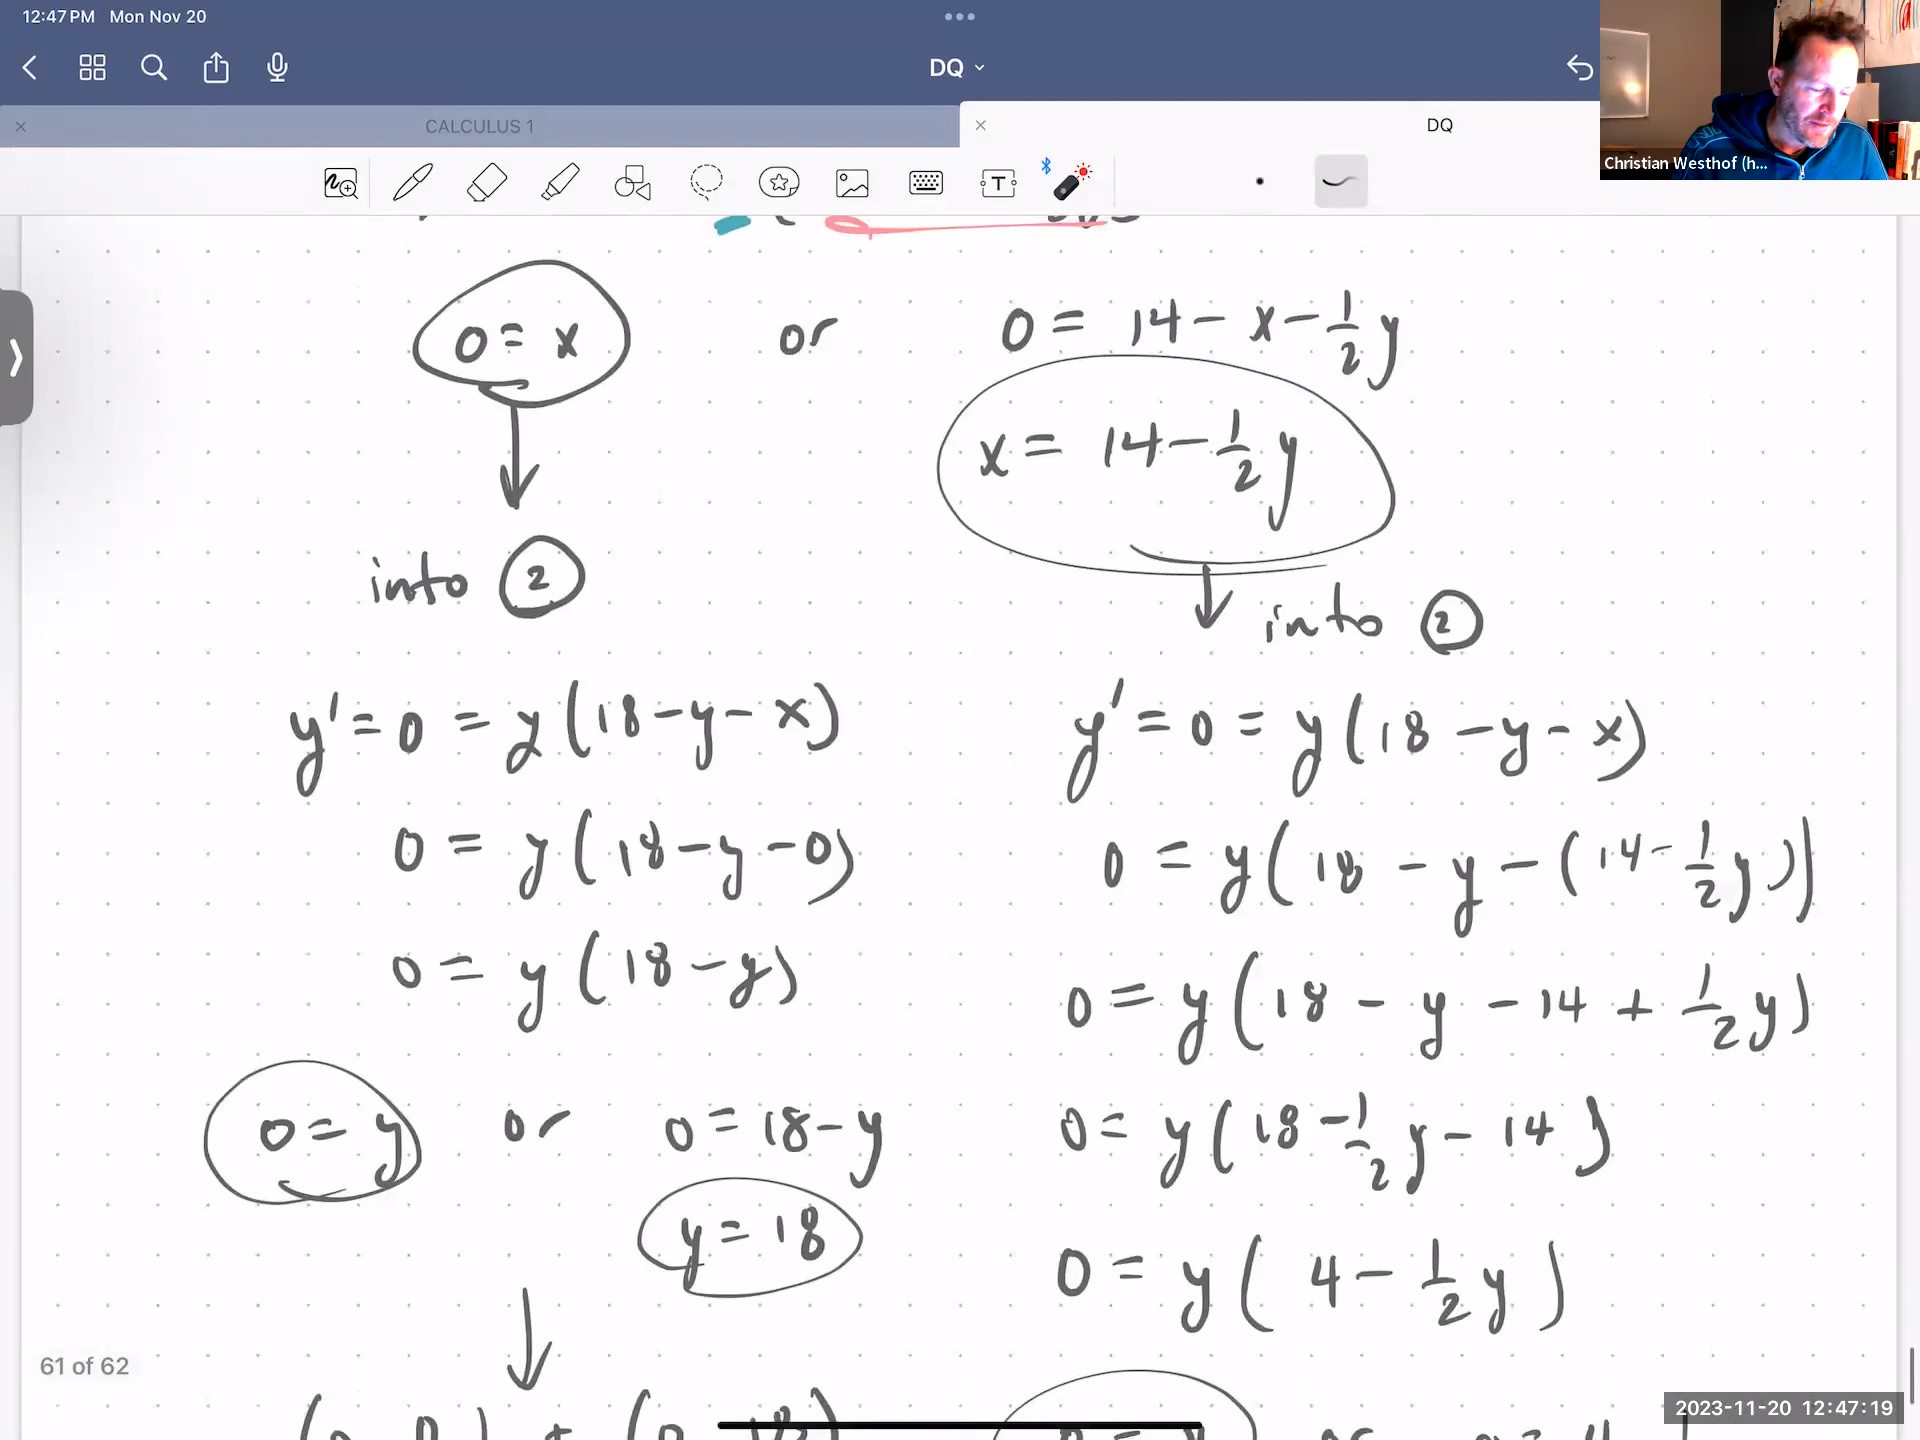 12:47 PM Mon Nov 20
DQ
CALCULUS 1
DQ
Christian Westhof (h...
0 = x or 0 = 14 - x - 1/2 y
x = 14 - 1/2 y
into 2
into 2
y' = 0 = y(18 - y - x)
0 = y(18 - y - 0)
0 = y(18 - y)
0 = y or 0 = 18 - y
y = 18
y' = 0 = y(18 - y - x)
0 = y(18 - y - (14 - 1/2 y))
0 = y(18 - y - 14 + 1/2 y)
0 = y(18 - 1/2 y - 14)
0 = y(4 - 1/2 y)
61 of 62
2023-11-20 12:47:19